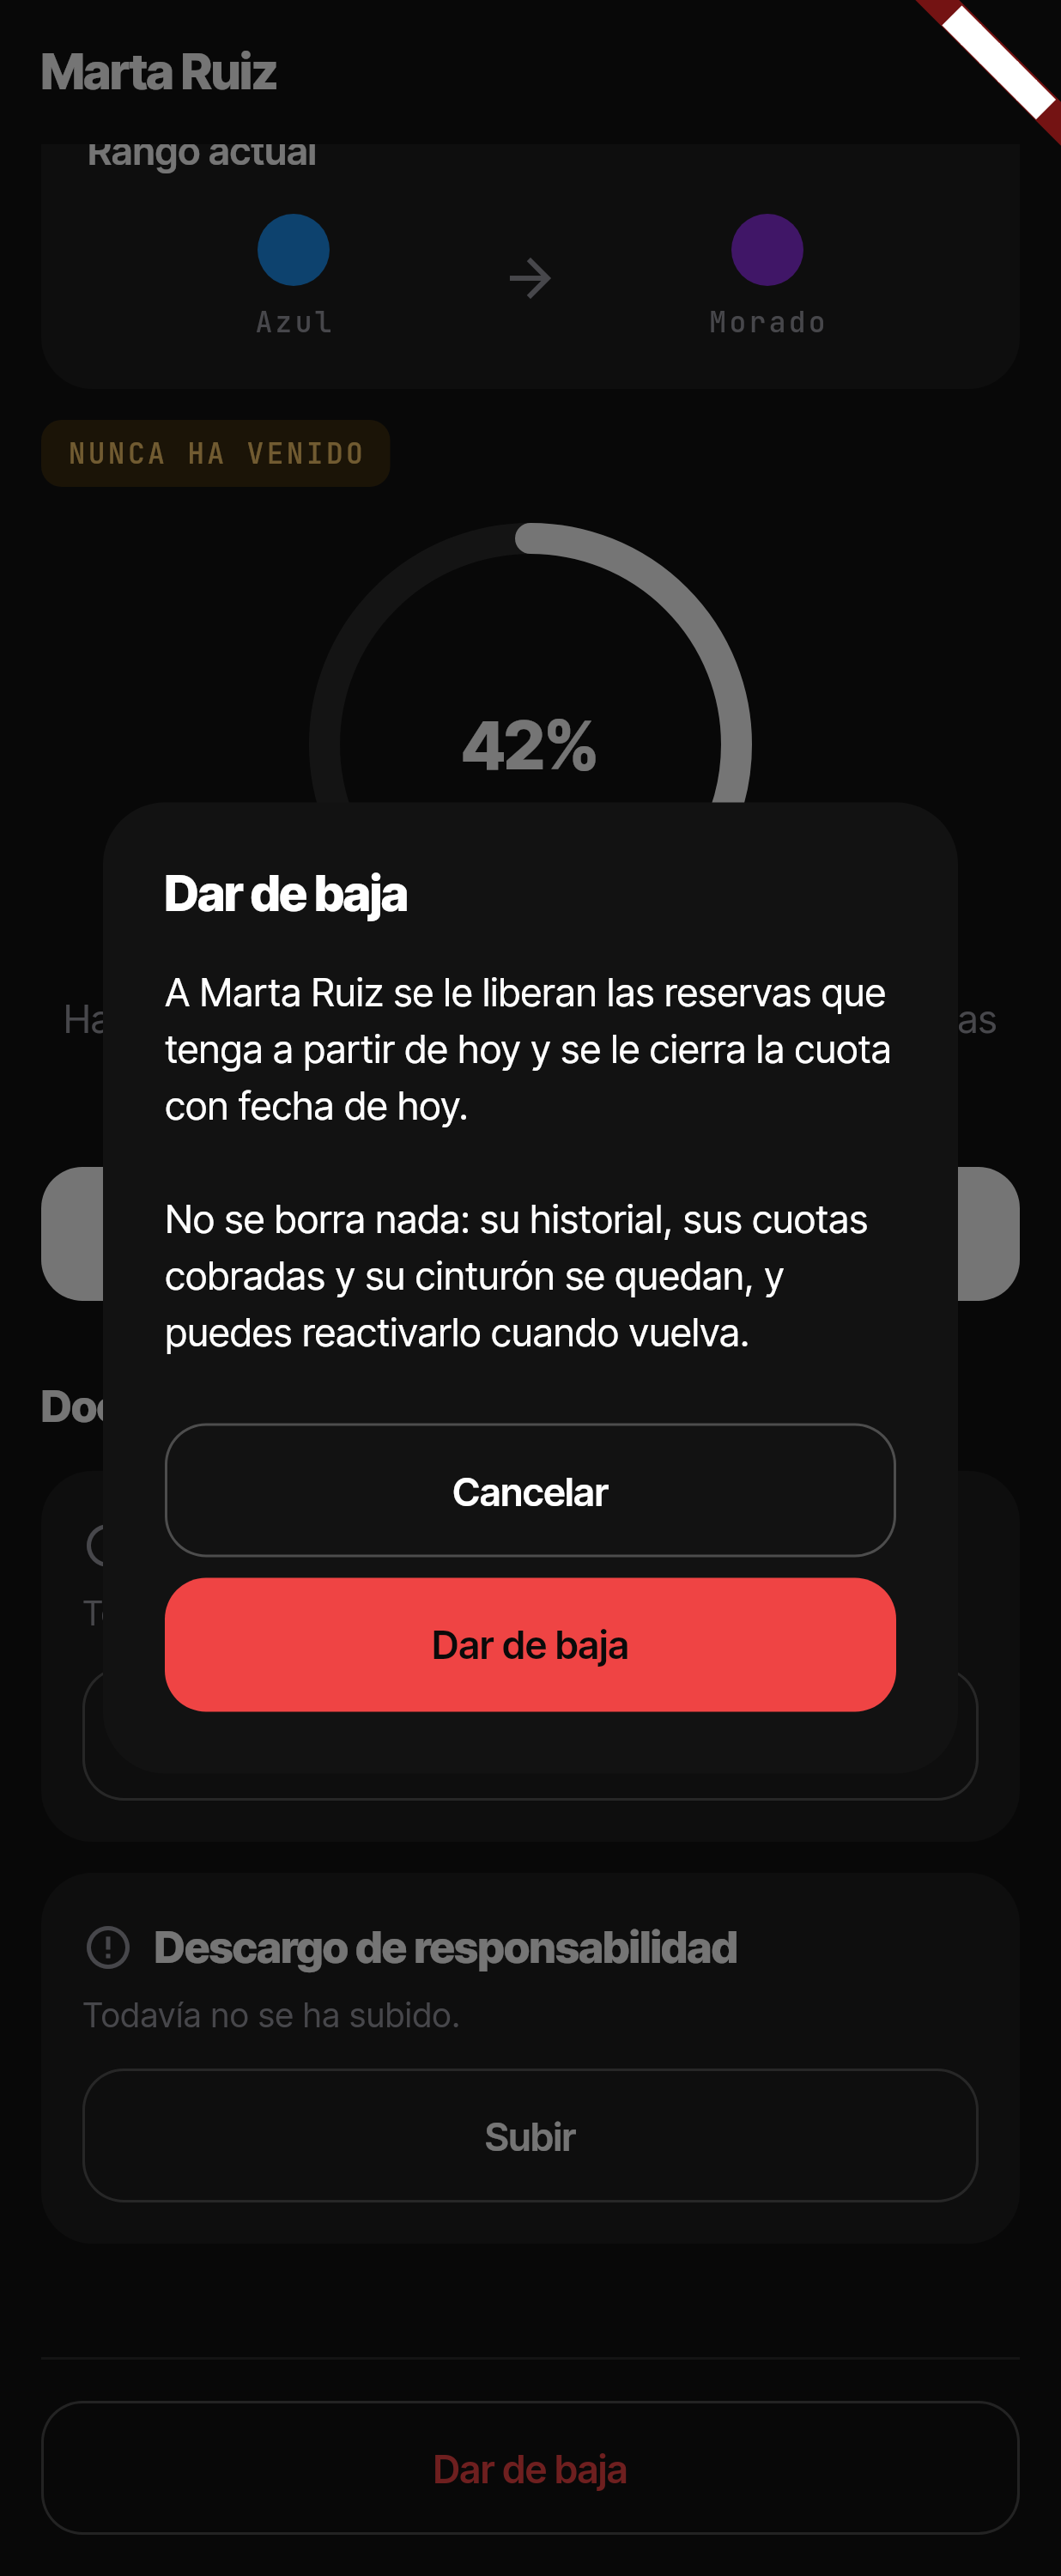 Marta Ruiz
Rango actual
Azul
Morado
NUNCA HA VENIDO
42%
Dar de baja
A Marta Ruiz se le liberan las reservas que
tenga a partir de hoy y se le cierra la cuota
con fecha de hoy.
No se borra nada: su historial, sus cuotas
cobradas y su cinturón se quedan, y
puedes reactivarlo cuando vuelva.
Cancelar
Dar de baja
Descargo de responsabilidad
Todavía no se ha subido.
Subir
Dar de baja